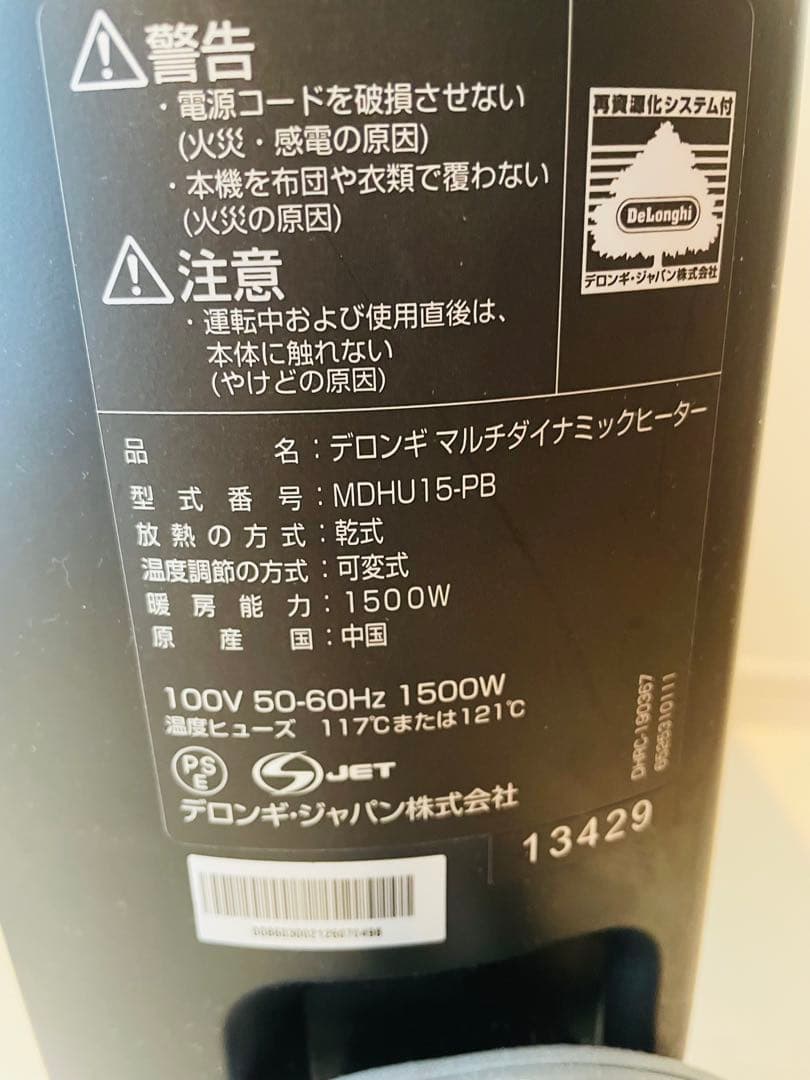 警告
・電源コードを破損させない
(火災・感電の原因)
・本機を布団や衣類で覆わない
(火災の原因)
注意
・運転中および使用直後は、
本体に触れない
(やけどの原因)
再資源化システム付
DeLonghi
デロンギ・ジャパン株式会社
品名：デロンギ マルチダイナミックヒーター
型式番号：MDHU15-PB
放熱の方式：乾式
温度調節の方式：可変式
暖房能力：1500W
原産国：中国
100V 50-60Hz 1500W
温度ヒューズ 117℃または121℃
PSE
JET
デロンギ・ジャパン株式会社
DHRC-190367
6525310111
13429